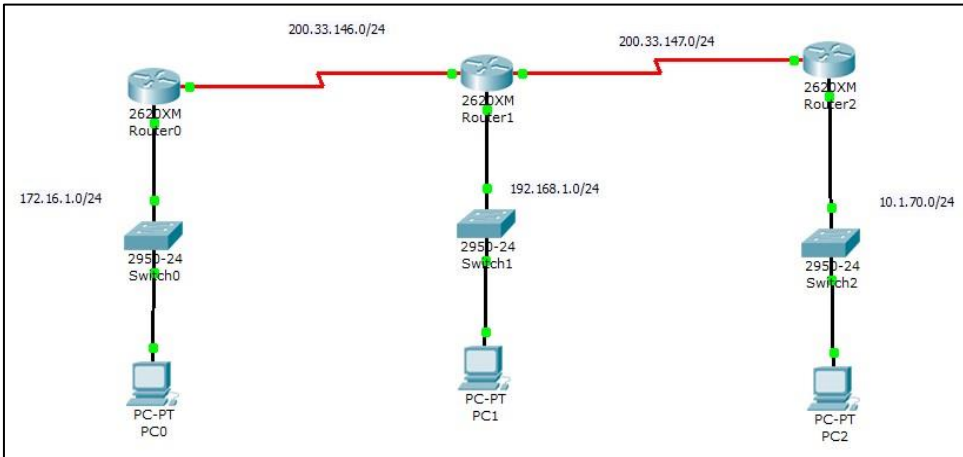 200.33.146.0/24
200.33.147.0/24
2620XM
Router0
2620XM
Router1
2620XM
Router2
172.16.1.0/24
192.168.1.0/24
10.1.70.0/24
2950-24
Switch0
2950-24
Switch1
2950-24
Switch2
PC-PT
PC0
PC-PT
PC1
PC-PT
PC2